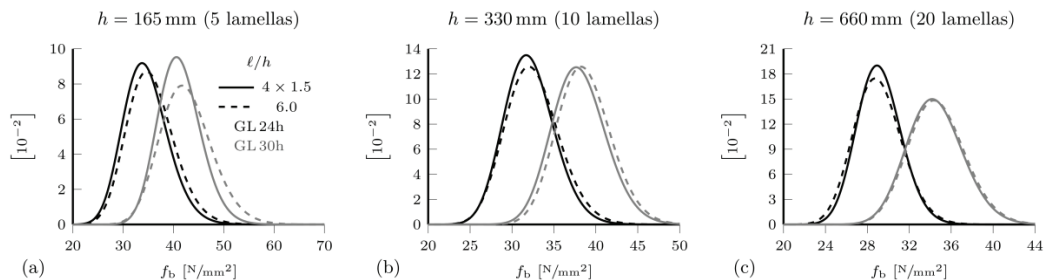 h = 165 mm (5 lamellas)
10
8
6
4
2
0
[10⁻²]
ℓ/h
4 × 1.5
6.0
GL 24h
GL 30h
20 30 40 50 60 70
(a)
f_b [N/mm²]
h = 330 mm (10 lamellas)
14
12
10
8
6
4
2
0
[10⁻²]
20 25 30 35 40 45 50
(b)
f_b [N/mm²]
h = 660 mm (20 lamellas)
21
18
15
12
9
6
3
0
[10⁻²]
20 24 28 32 36 40 44
(c)
f_b [N/mm²]